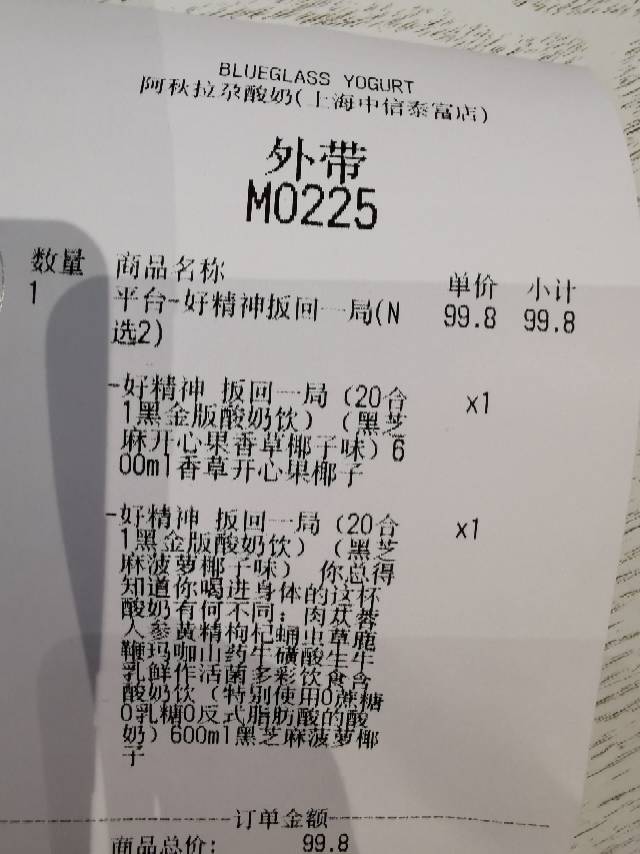 BLUEGLASS YOGURT
阿秋拉尕酸奶(上海中信泰富店)
外带
M0225
数量 商品名称 单价 小计
1 平台-好精神扳回一局(N 99.8 99.8
选2)
-好精神 扳回一局（20合 x1
1黑金版酸奶饮）（黑芝
麻开心果香草椰子味）6
00ml香草开心果椰子
-好精神 扳回一局（20合 x1
1黑金版酸奶饮）（黑芝
麻菠萝椰子味） 你总得
知道你喝进身体的这杯
酸奶有何不同：肉苁蓉
人参黄精枸杞蛹虫草鹿
鞭玛咖山药牛磺酸生牛
乳鲜作活菌多彩饮食含
酸奶饮（特别使用0蔗糖
0乳糖0反式脂肪酸的酸
奶）600ml黑芝麻菠萝椰
子
订单金额
商品总价: 99.8